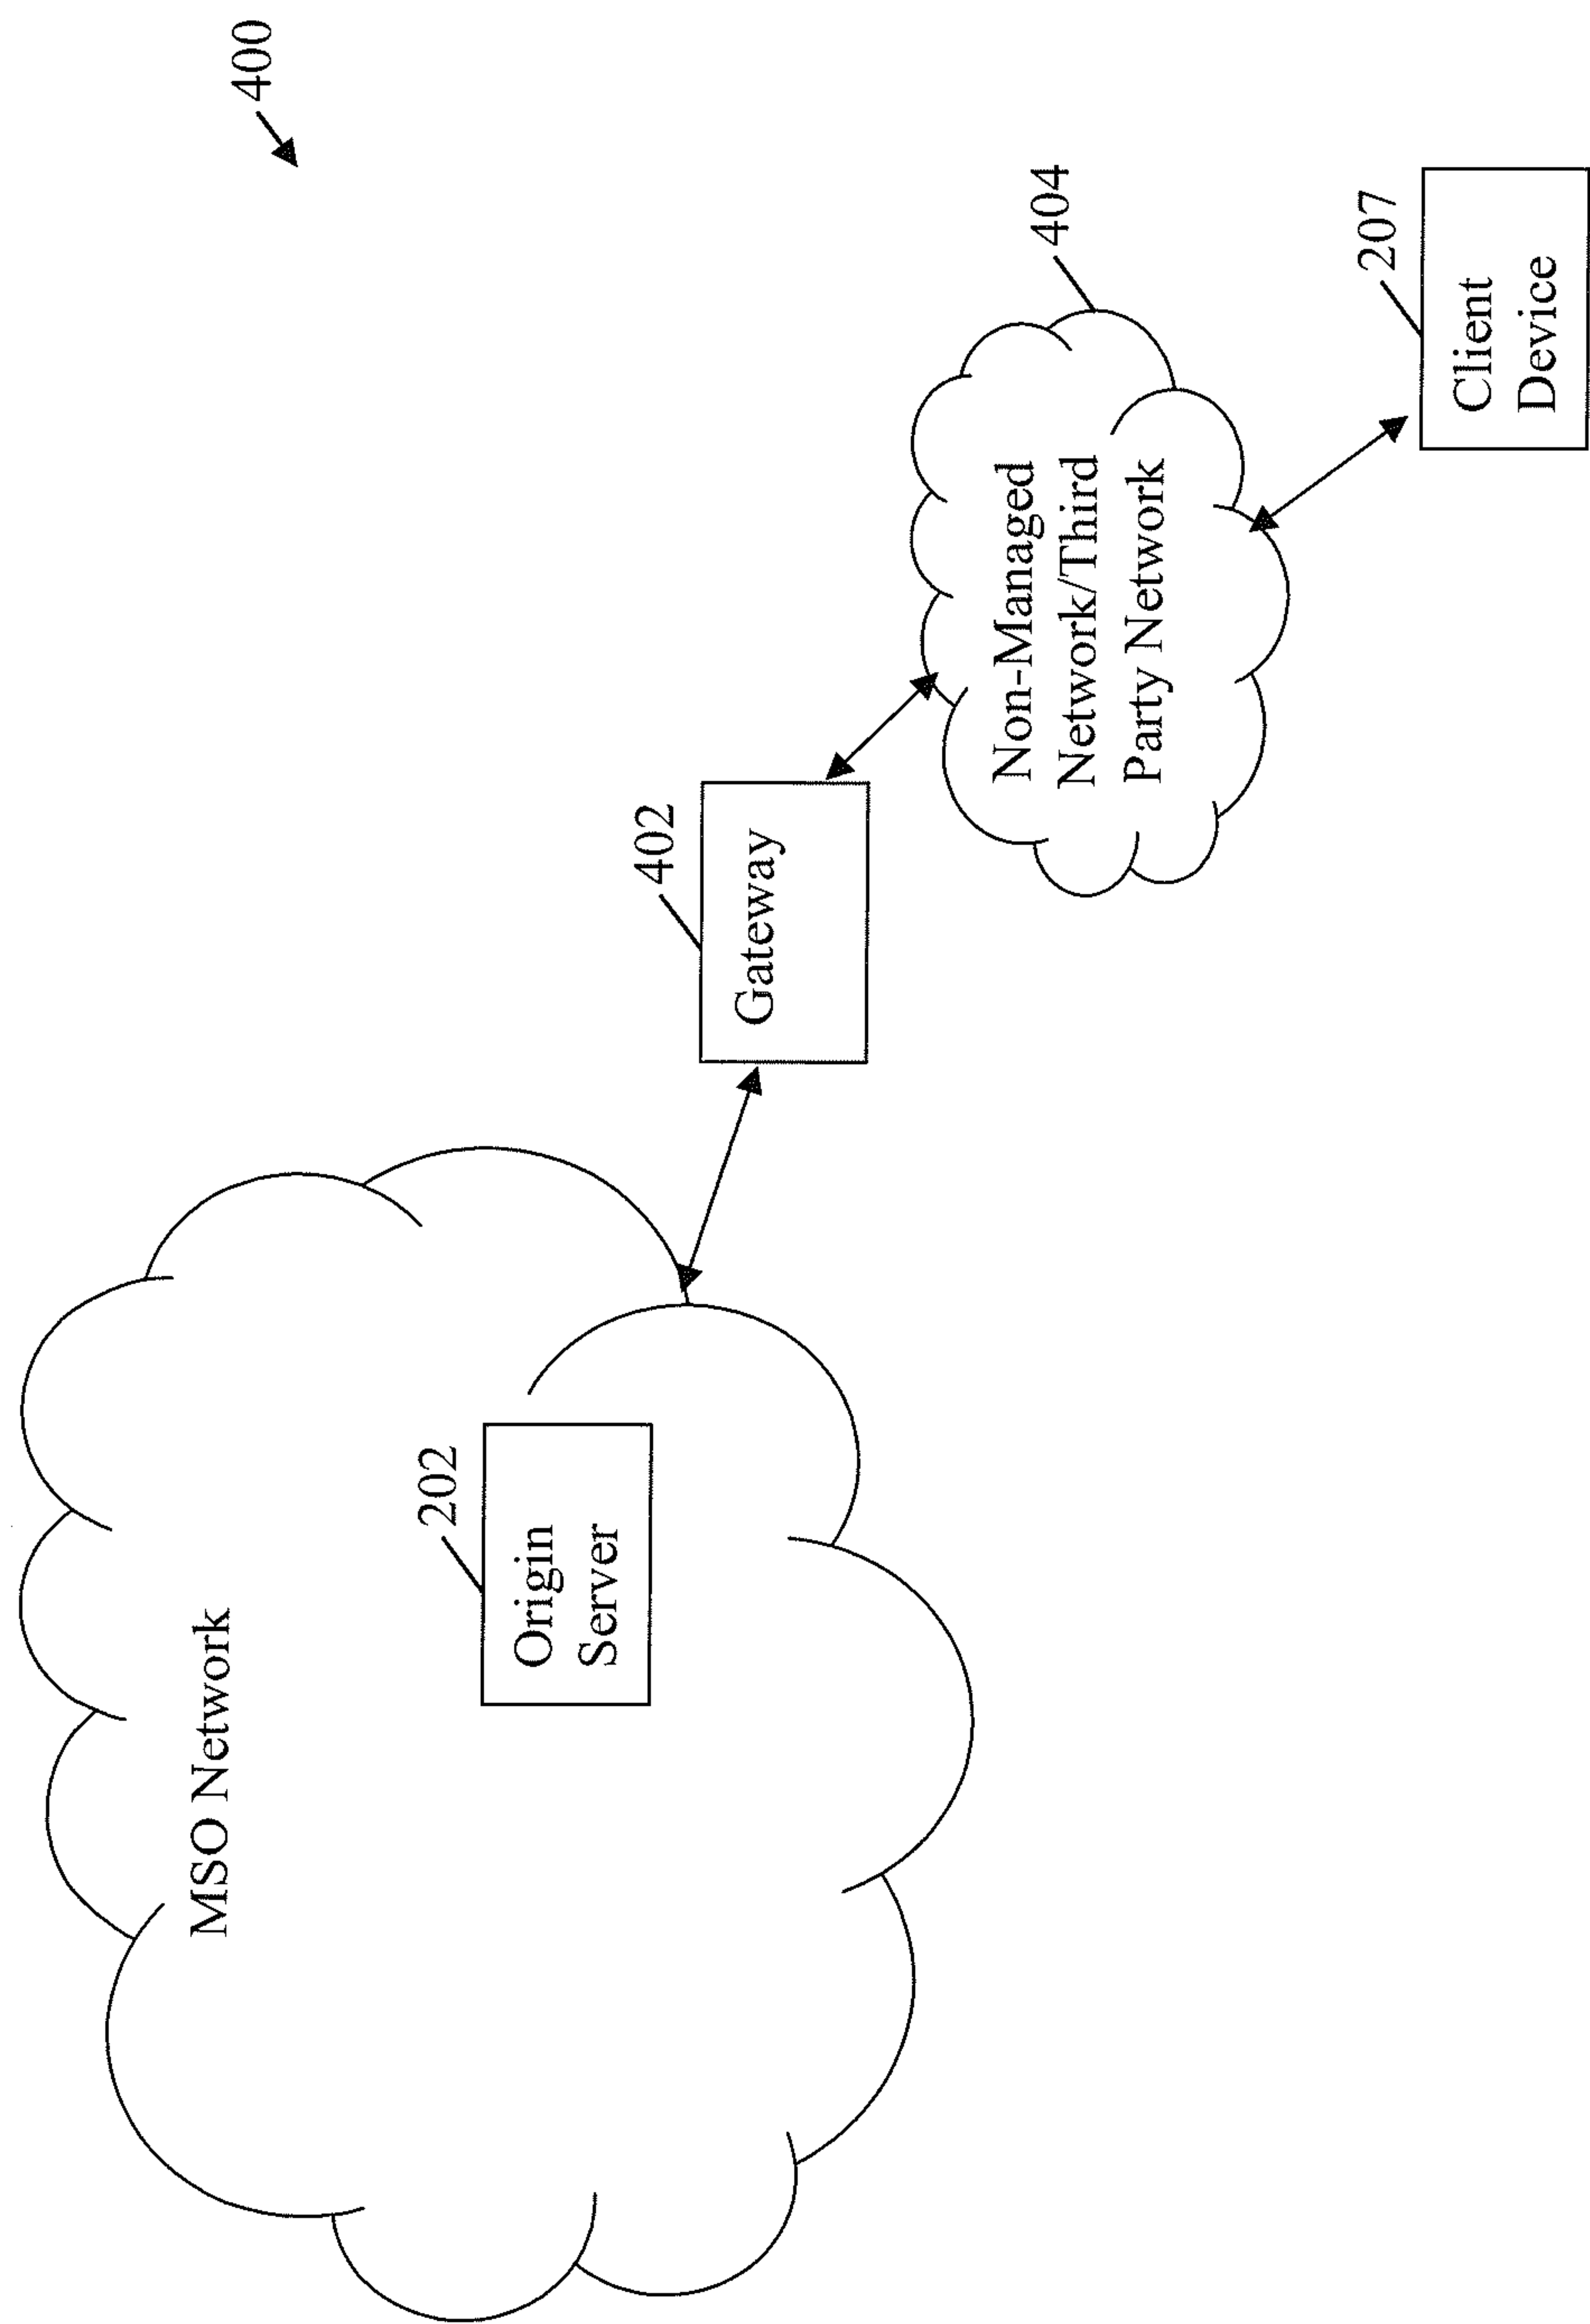 400
MSO Network
202
Origin
Server
402
Gateway
404
Non-Managed
Network/Third
Party Network
207
Client
Device